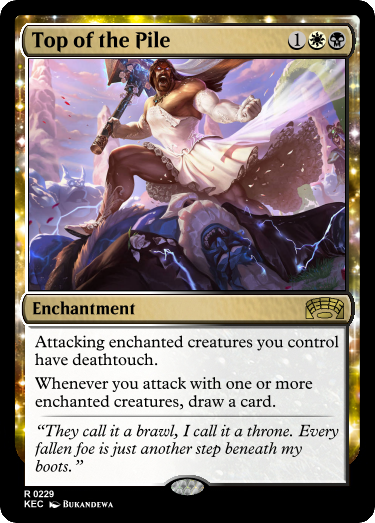 Top of the Pile 1
Enchantment
Attacking enchanted creatures you control
have deathtouch.
Whenever you attack with one or more
enchanted creatures, draw a card.
“They call it a brawl, I call it a throne. Every
fallen foe is just another step beneath my
boots.”
R 0229
KEC Bukandewa